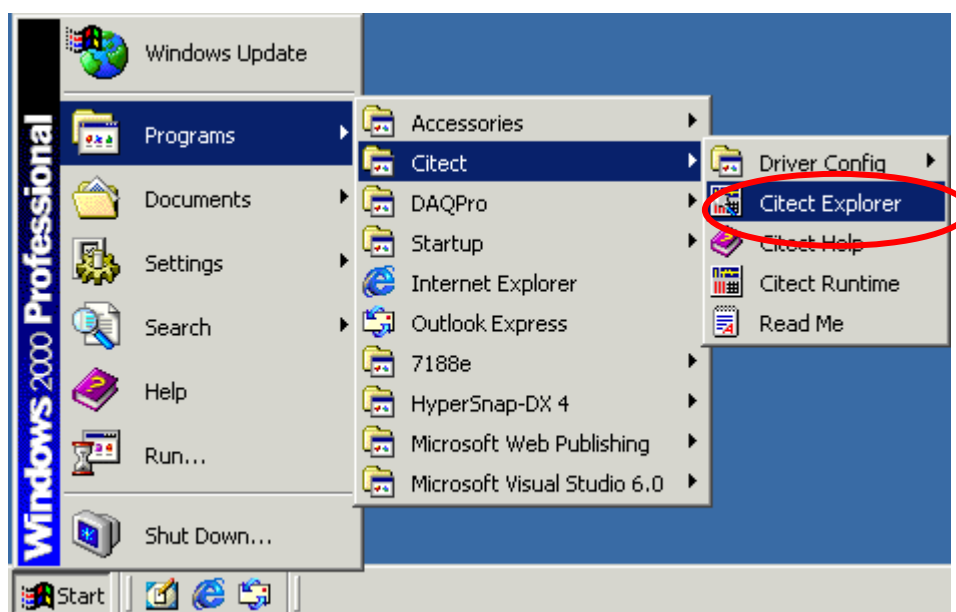 Windows 2000 Professional
Windows Update
Programs
Documents
Settings
Search
Help
Run...
Shut Down...
Accessories
Citect
DAQPro
Startup
Internet Explorer
Outlook Express
7188e
HyperSnap-DX 4
Microsoft Web Publishing
Microsoft Visual Studio 6.0
Driver Config
Citect Explorer
Citect Help
Citect Runtime
Read Me
Start